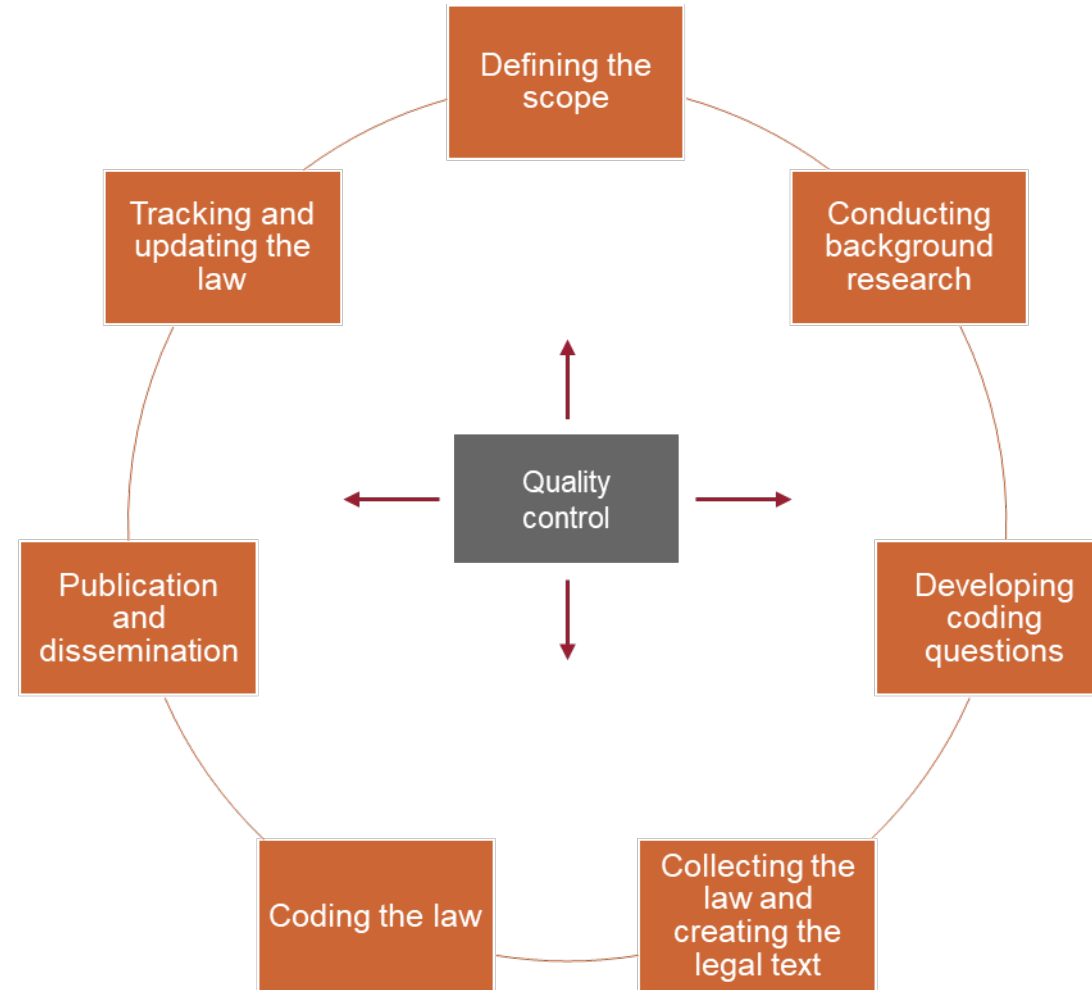 Defining the
scope
Conducting
background
research
Developing
coding
questions
Collecting the
law and
creating the
legal text
Coding the law
Publication
and
dissemination
Tracking and
updating the
law
Quality
control